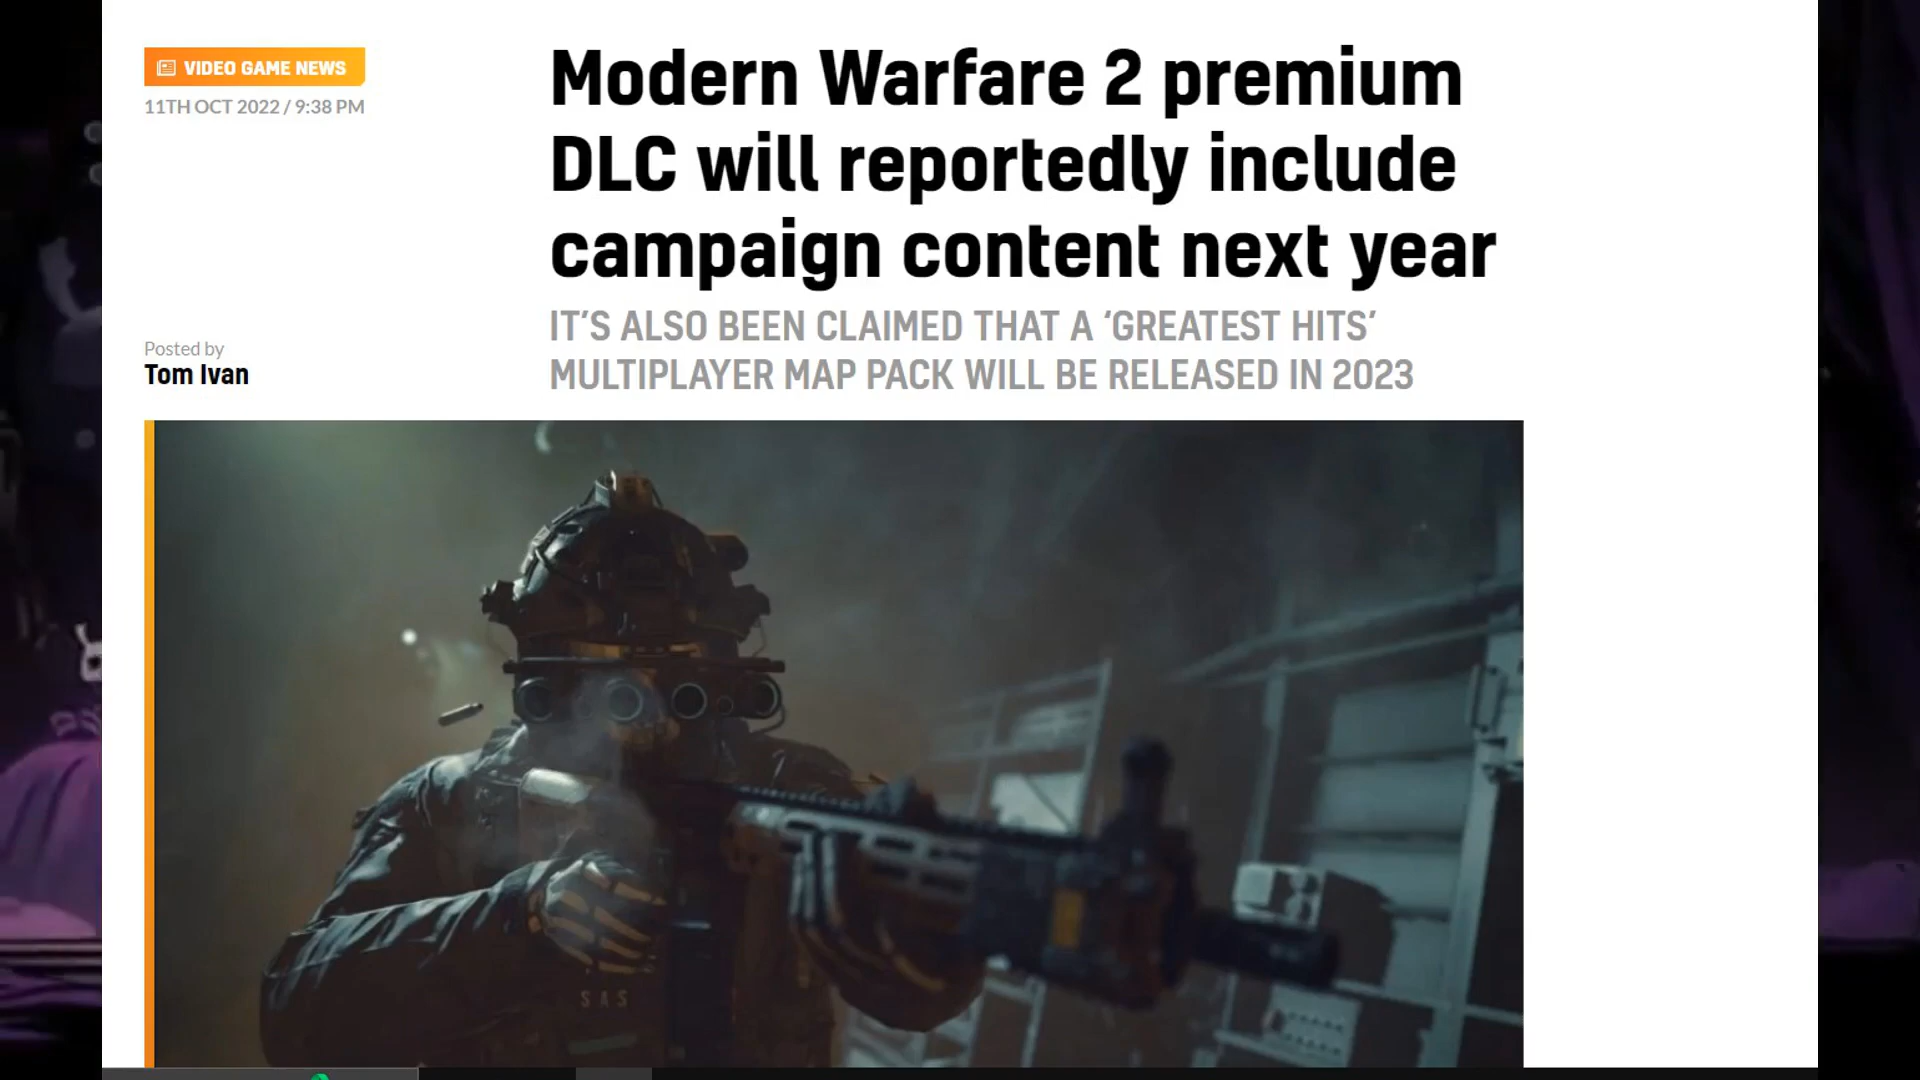 VIDEO GAME NEWS
11TH OCT 2022 / 9:38 PM
Modern Warfare 2 premium
DLC will reportedly include
campaign content next year
IT'S ALSO BEEN CLAIMED THAT A ‘GREATEST HITS’
MULTIPLAYER MAP PACK WILL BE RELEASED IN 2023
Posted by
Tom Ivan
SAS